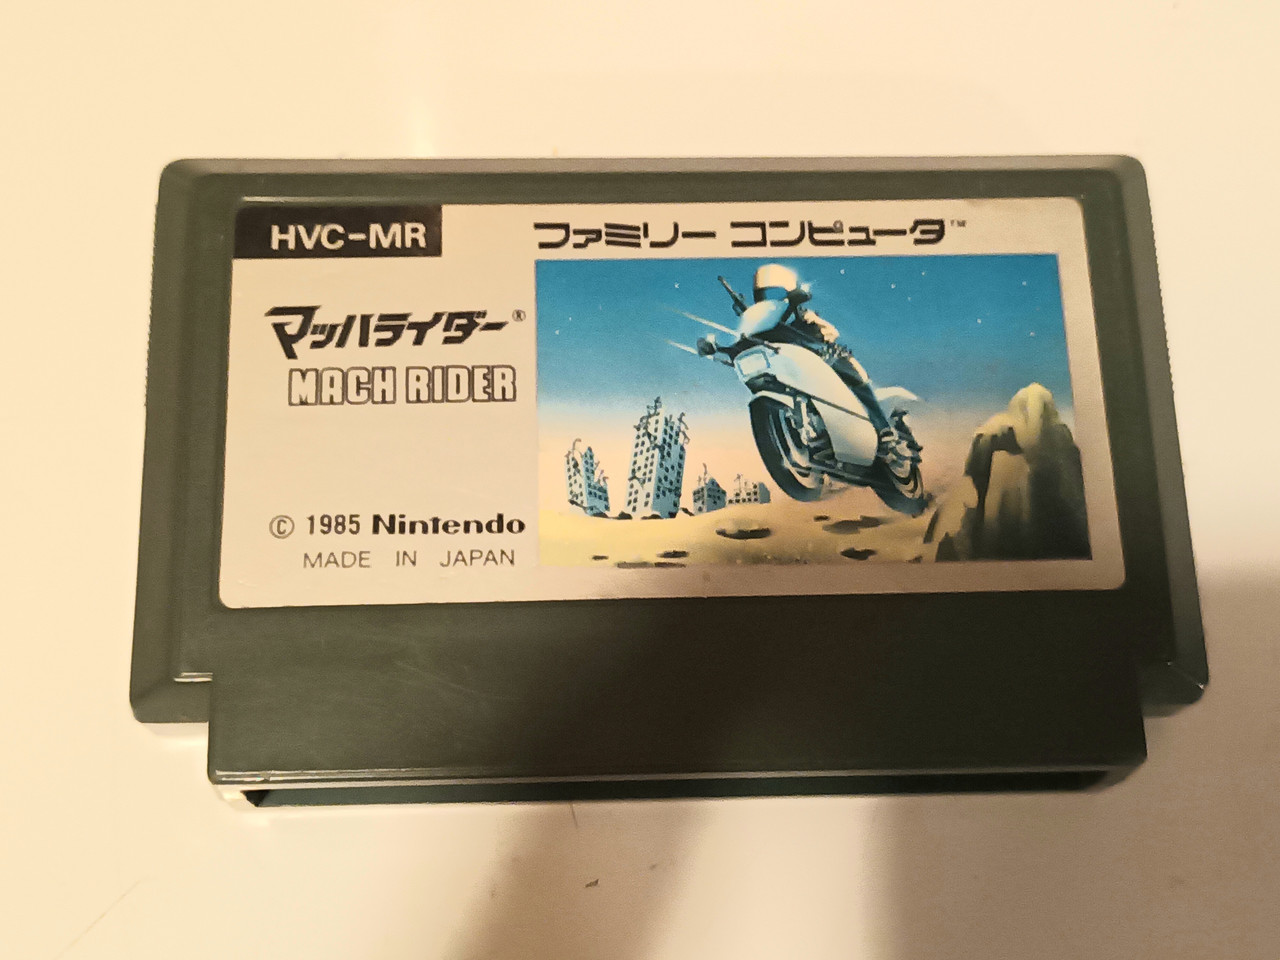 HVC-MR
ファミリー コンピュータ™
マッハライダー®
MACH RIDER
© 1985 Nintendo
MADE IN JAPAN